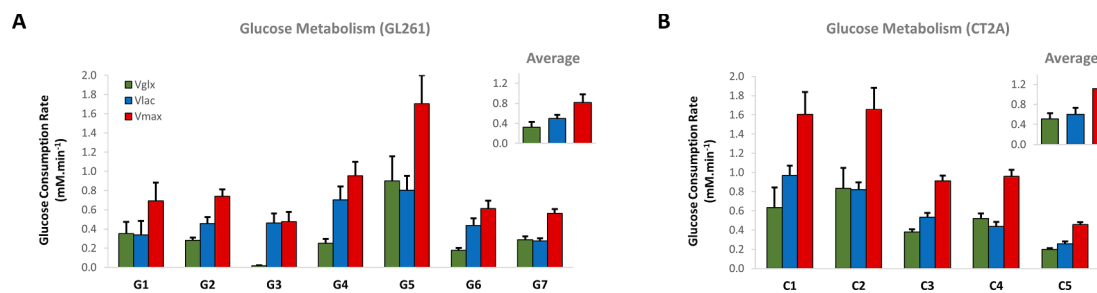 A
Glucose Metabolism (GL261)
Glucose Consumption Rate
(mM.min⁻¹)
2.0
1.8
1.6
1.4
1.2
1.0
0.8
0.6
0.4
0.2
0.0
Vglx
Vlac
Vmax
Average
1.2
0.8
0.4
0.0
G1 G2 G3 G4 G5 G6 G7
B
Glucose Metabolism (CT2A)
Glucose Consumption Rate
(mM.min⁻¹)
2.0
1.8
1.6
1.4
1.2
1.0
0.8
0.6
0.4
0.2
0.0
Average
1.2
0.8
0.4
0.0
C1 C2 C3 C4 C5